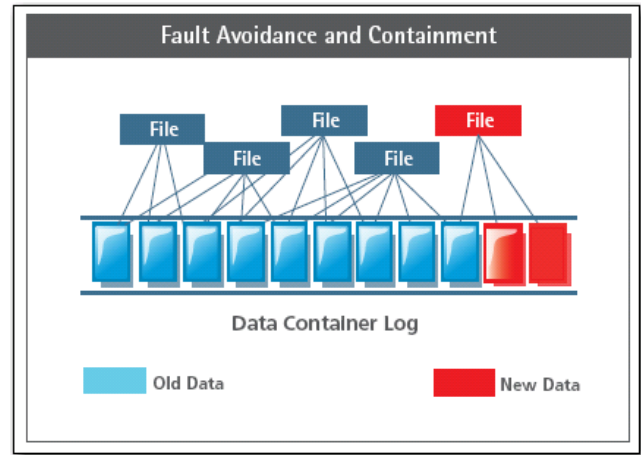 Fault Avoidance and Containment
File
File
File
File
File
Data Container Log
Old Data
New Data